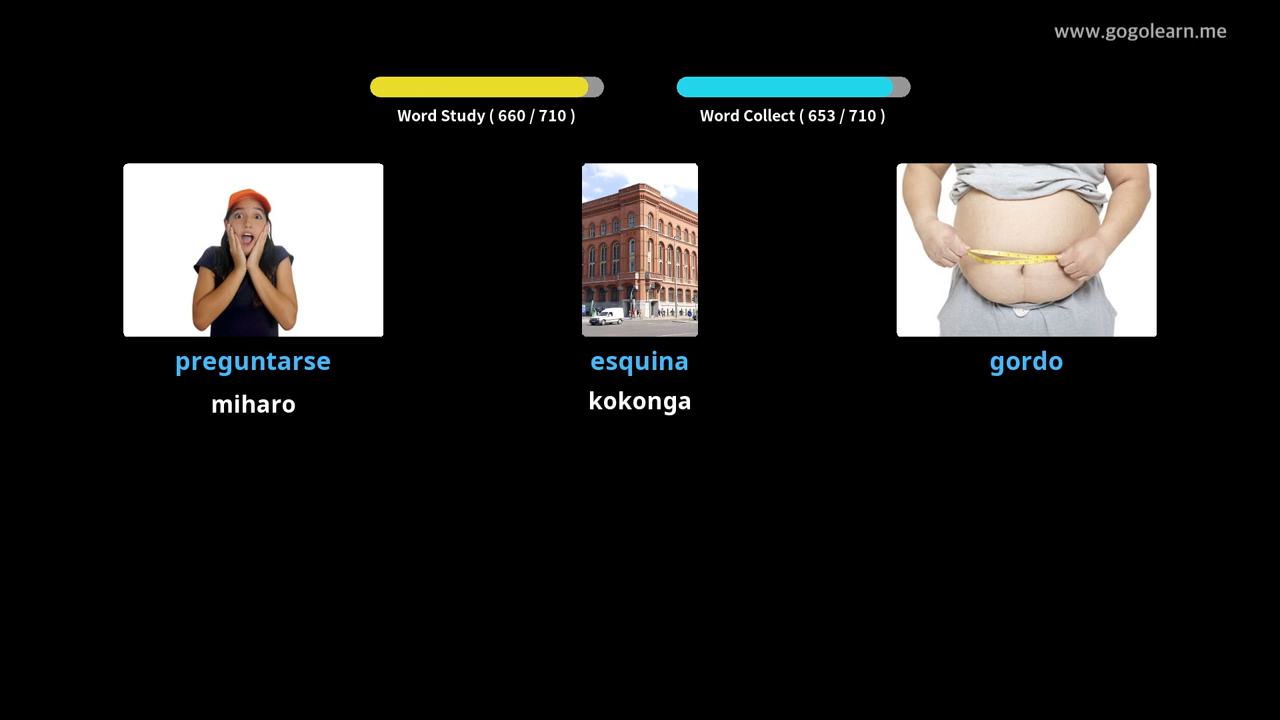 www.gogolearn.me
Word Study ( 660 / 710 )
Word Collect ( 653 / 710 )
preguntarse
esquina
gordo
miharo
kokonga